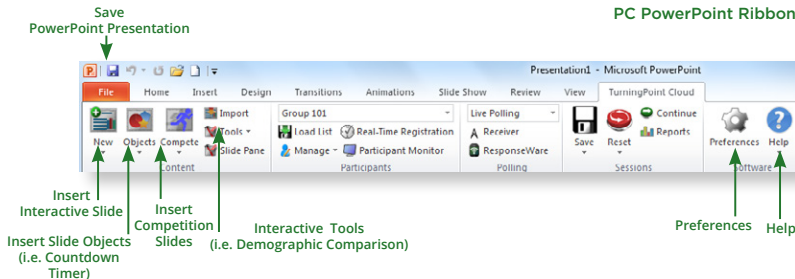 Save
PowerPoint Presentation
PC PowerPoint Ribbon
Presentation1 - Microsoft PowerPoint
File Home Insert Design Transitions Animations Slide Show Review View TurningPoint Cloud
Import Group 101 Live Polling Continue
Tools Load List Real-Time Registration Receiver Reports
New Objects Compete Slide Pane Manage Participant Monitor ResponseWare Save Reset Preferences Help
Content Participants Polling Sessions Software
Insert
Interactive Slide
Insert
Competition
Slides
Interactive Tools
(i.e. Demographic Comparison)
Preferences Help
Insert Slide Objects
(i.e. Countdown
Timer)